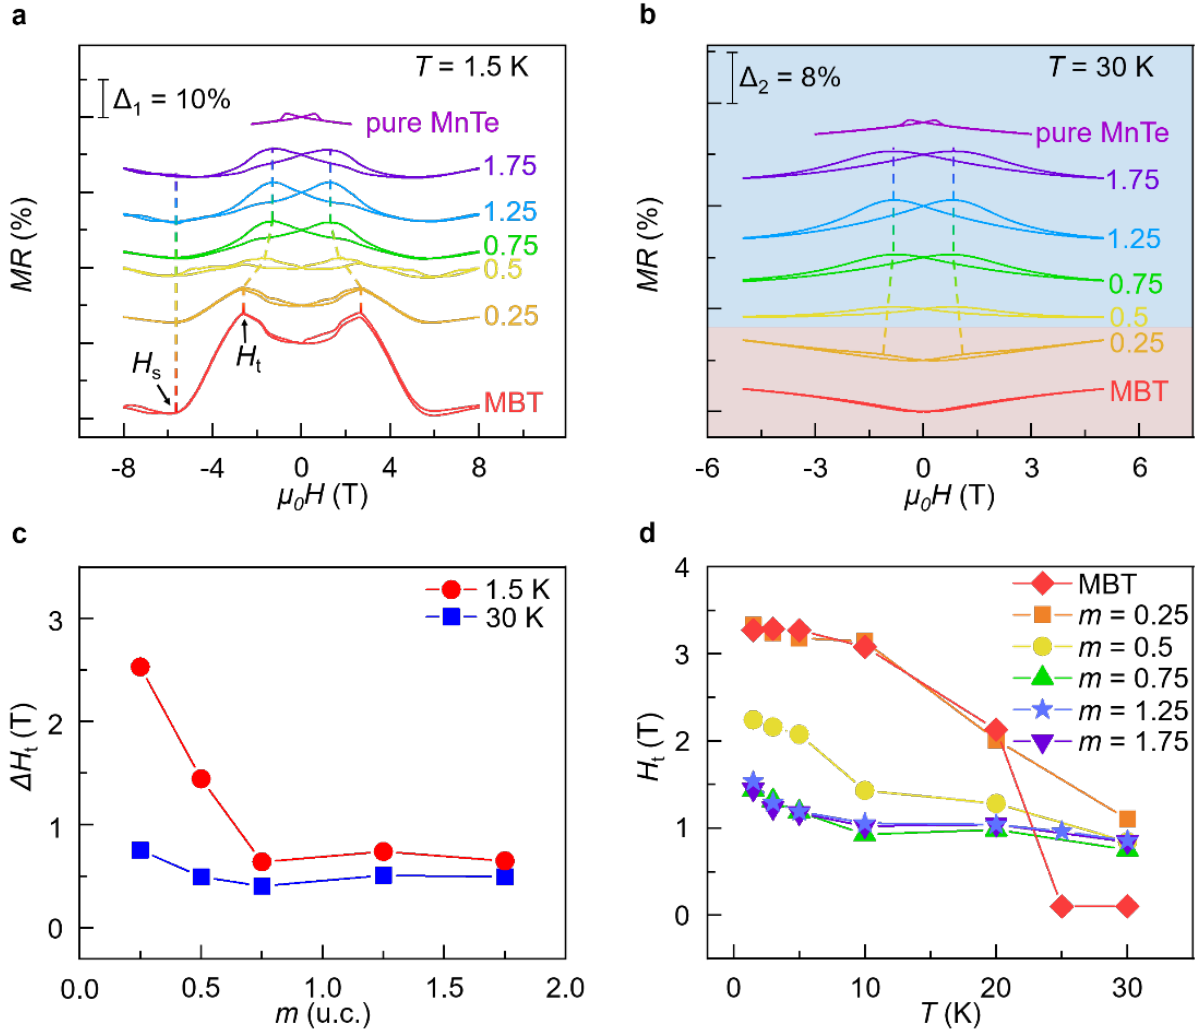 a
T = 1.5 K
Δ₁ = 10%
pure MnTe
1.75
1.25
0.75
0.5
0.25
MBT
Hₛ
Hₜ
MR (%)
-8 -4 0 4 8
μ₀H (T)
b
T = 30 K
Δ₂ = 8%
pure MnTe
1.75
1.25
0.75
0.5
0.25
MBT
MR (%)
-6 -3 0 3 6
μ₀H (T)
c
1.5 K
30 K
3
2
1
0
ΔHₜ (T)
0.0 0.5 1.0 1.5 2.0
m (u.c.)
d
MBT
m = 0.25
m = 0.5
m = 0.75
m = 1.25
m = 1.75
4
3
2
1
0
Hₜ (T)
0 10 20 30
T (K)